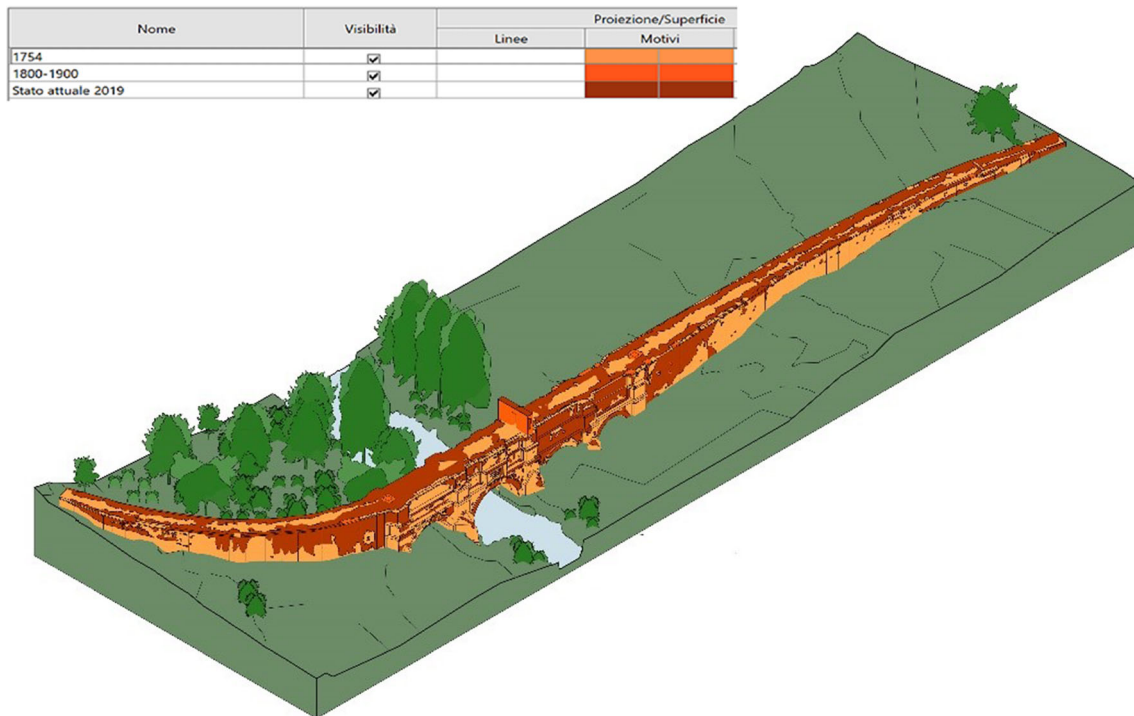 Nome Visibilità Proiezione/Superficie
Linee Motivi
1754
1800-1900
Stato attuale 2019